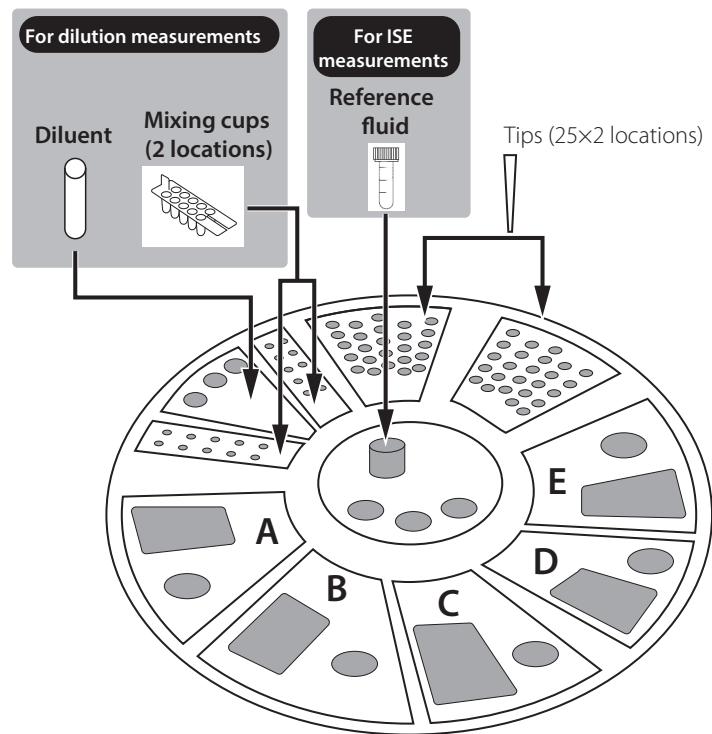 For dilution measurements
For ISE
measurements
Diluent
Mixing cups
(2 locations)
Reference
fluid
Tips (25×2 locations)
A
B
C
D
E